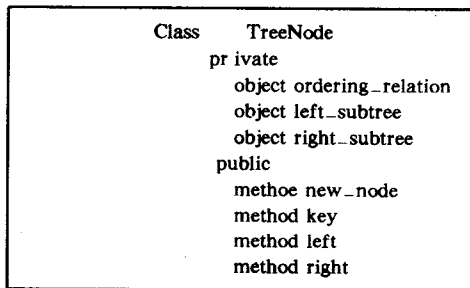 Class TreeNode
pr ivate
object ordering_relation
object left_subtree
object right_subtree
public
methoe new_node
method key
method left
method right